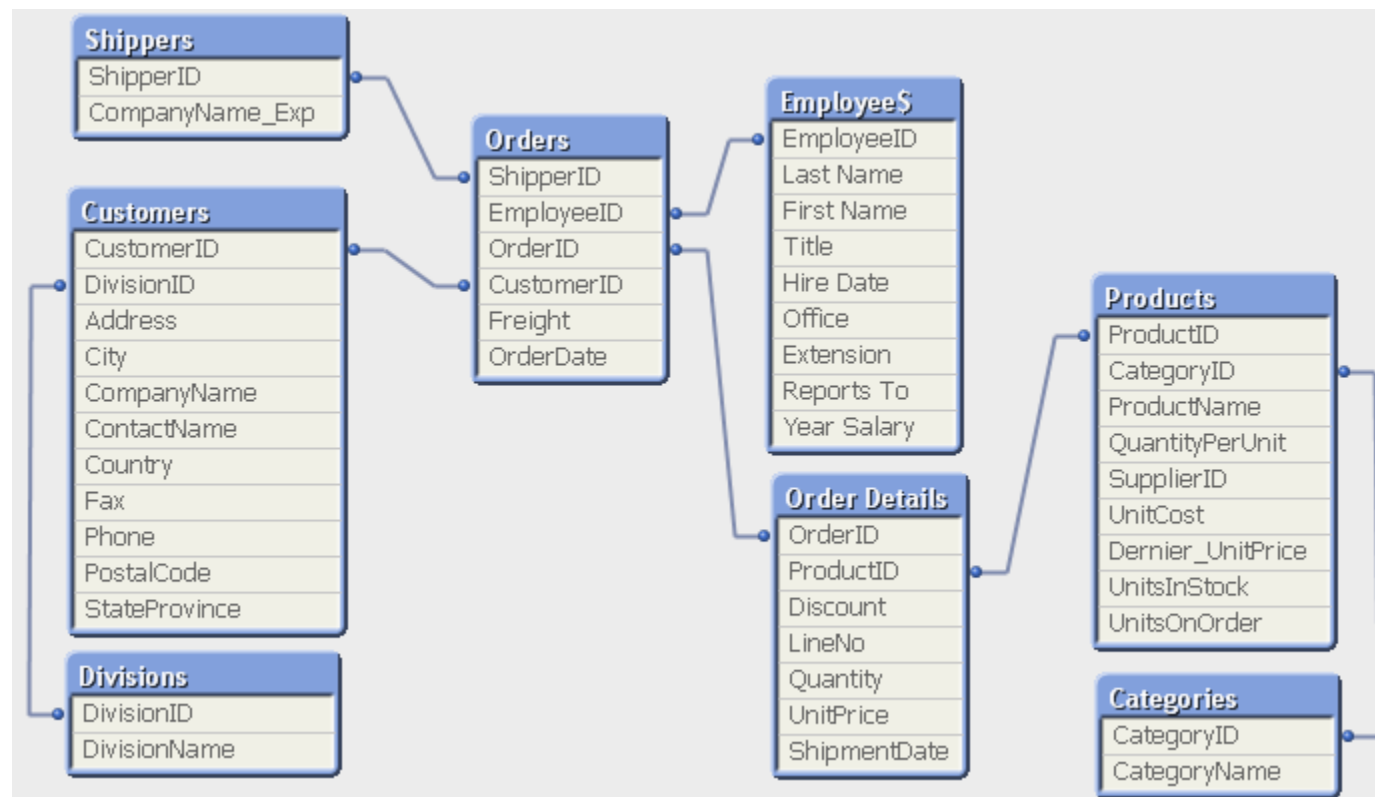 Shippers
ShipperID
CompanyName_Exp
Customers
CustomerID
DivisionID
Address
City
CompanyName
ContactName
Country
Fax
Phone
PostalCode
StateProvince
Divisions
DivisionID
DivisionName
Orders
ShipperID
EmployeeID
OrderID
CustomerID
Freight
OrderDate
Employee$
EmployeeID
Last Name
First Name
Title
Hire Date
Office
Extension
Reports To
Year Salary
Order Details
OrderID
ProductID
Discount
LineNo
Quantity
UnitPrice
ShipmentDate
Products
ProductID
CategoryID
ProductName
QuantityPerUnit
SupplierID
UnitCost
Dernier_UnitPrice
UnitsInStock
UnitsOnOrder
Categories
CategoryID
CategoryName